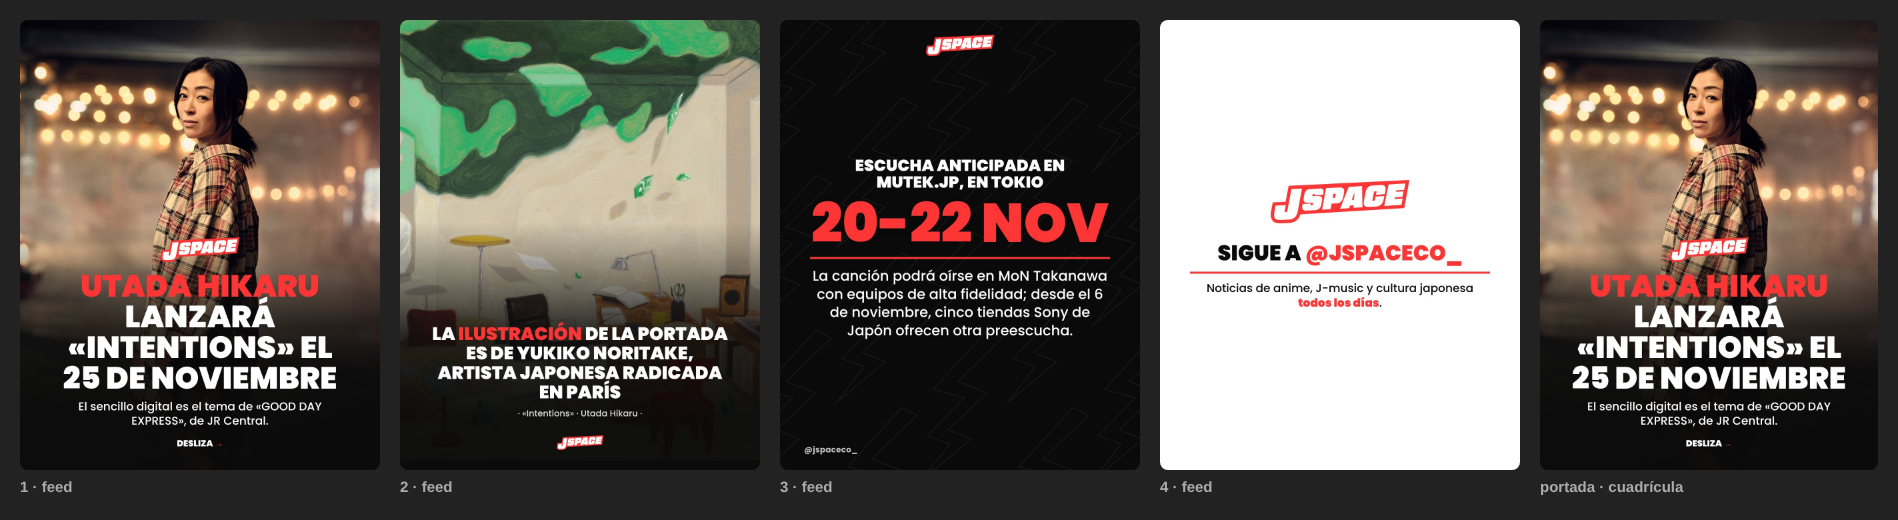 JSPACE
UTADA HIKARU
LANZARÁ
«INTENTIONS» EL
25 DE NOVIEMBRE
El sencillo digital es el tema de «GOOD DAY
EXPRESS», de JR Central.
DESLIZA →
1 · feed
LA ILUSTRACIÓN DE LA PORTADA
ES DE YUKIKO NORITAKE,
ARTISTA JAPONESA RADICADA
EN PARÍS
· «Intentions» · Utada Hikaru ·
JSPACE
2 · feed
JSPACE
ESCUCHA ANTICIPADA EN
MUTEK.JP, EN TOKIO
20–22 NOV
La canción podrá oírse en MoN Takanawa
con equipos de alta fidelidad; desde el 6
de noviembre, cinco tiendas Sony de
Japón ofrecen otra preescucha.
@jspaceco_
3 · feed
JSPACE
SIGUE A @JSPACECO_
Noticias de anime, J-music y cultura japonesa
todos los días.
4 · feed
JSPACE
UTADA HIKARU
LANZARÁ
«INTENTIONS» EL
25 DE NOVIEMBRE
El sencillo digital es el tema de «GOOD DAY
EXPRESS», de JR Central.
DESLIZA →
portada · cuadrícula